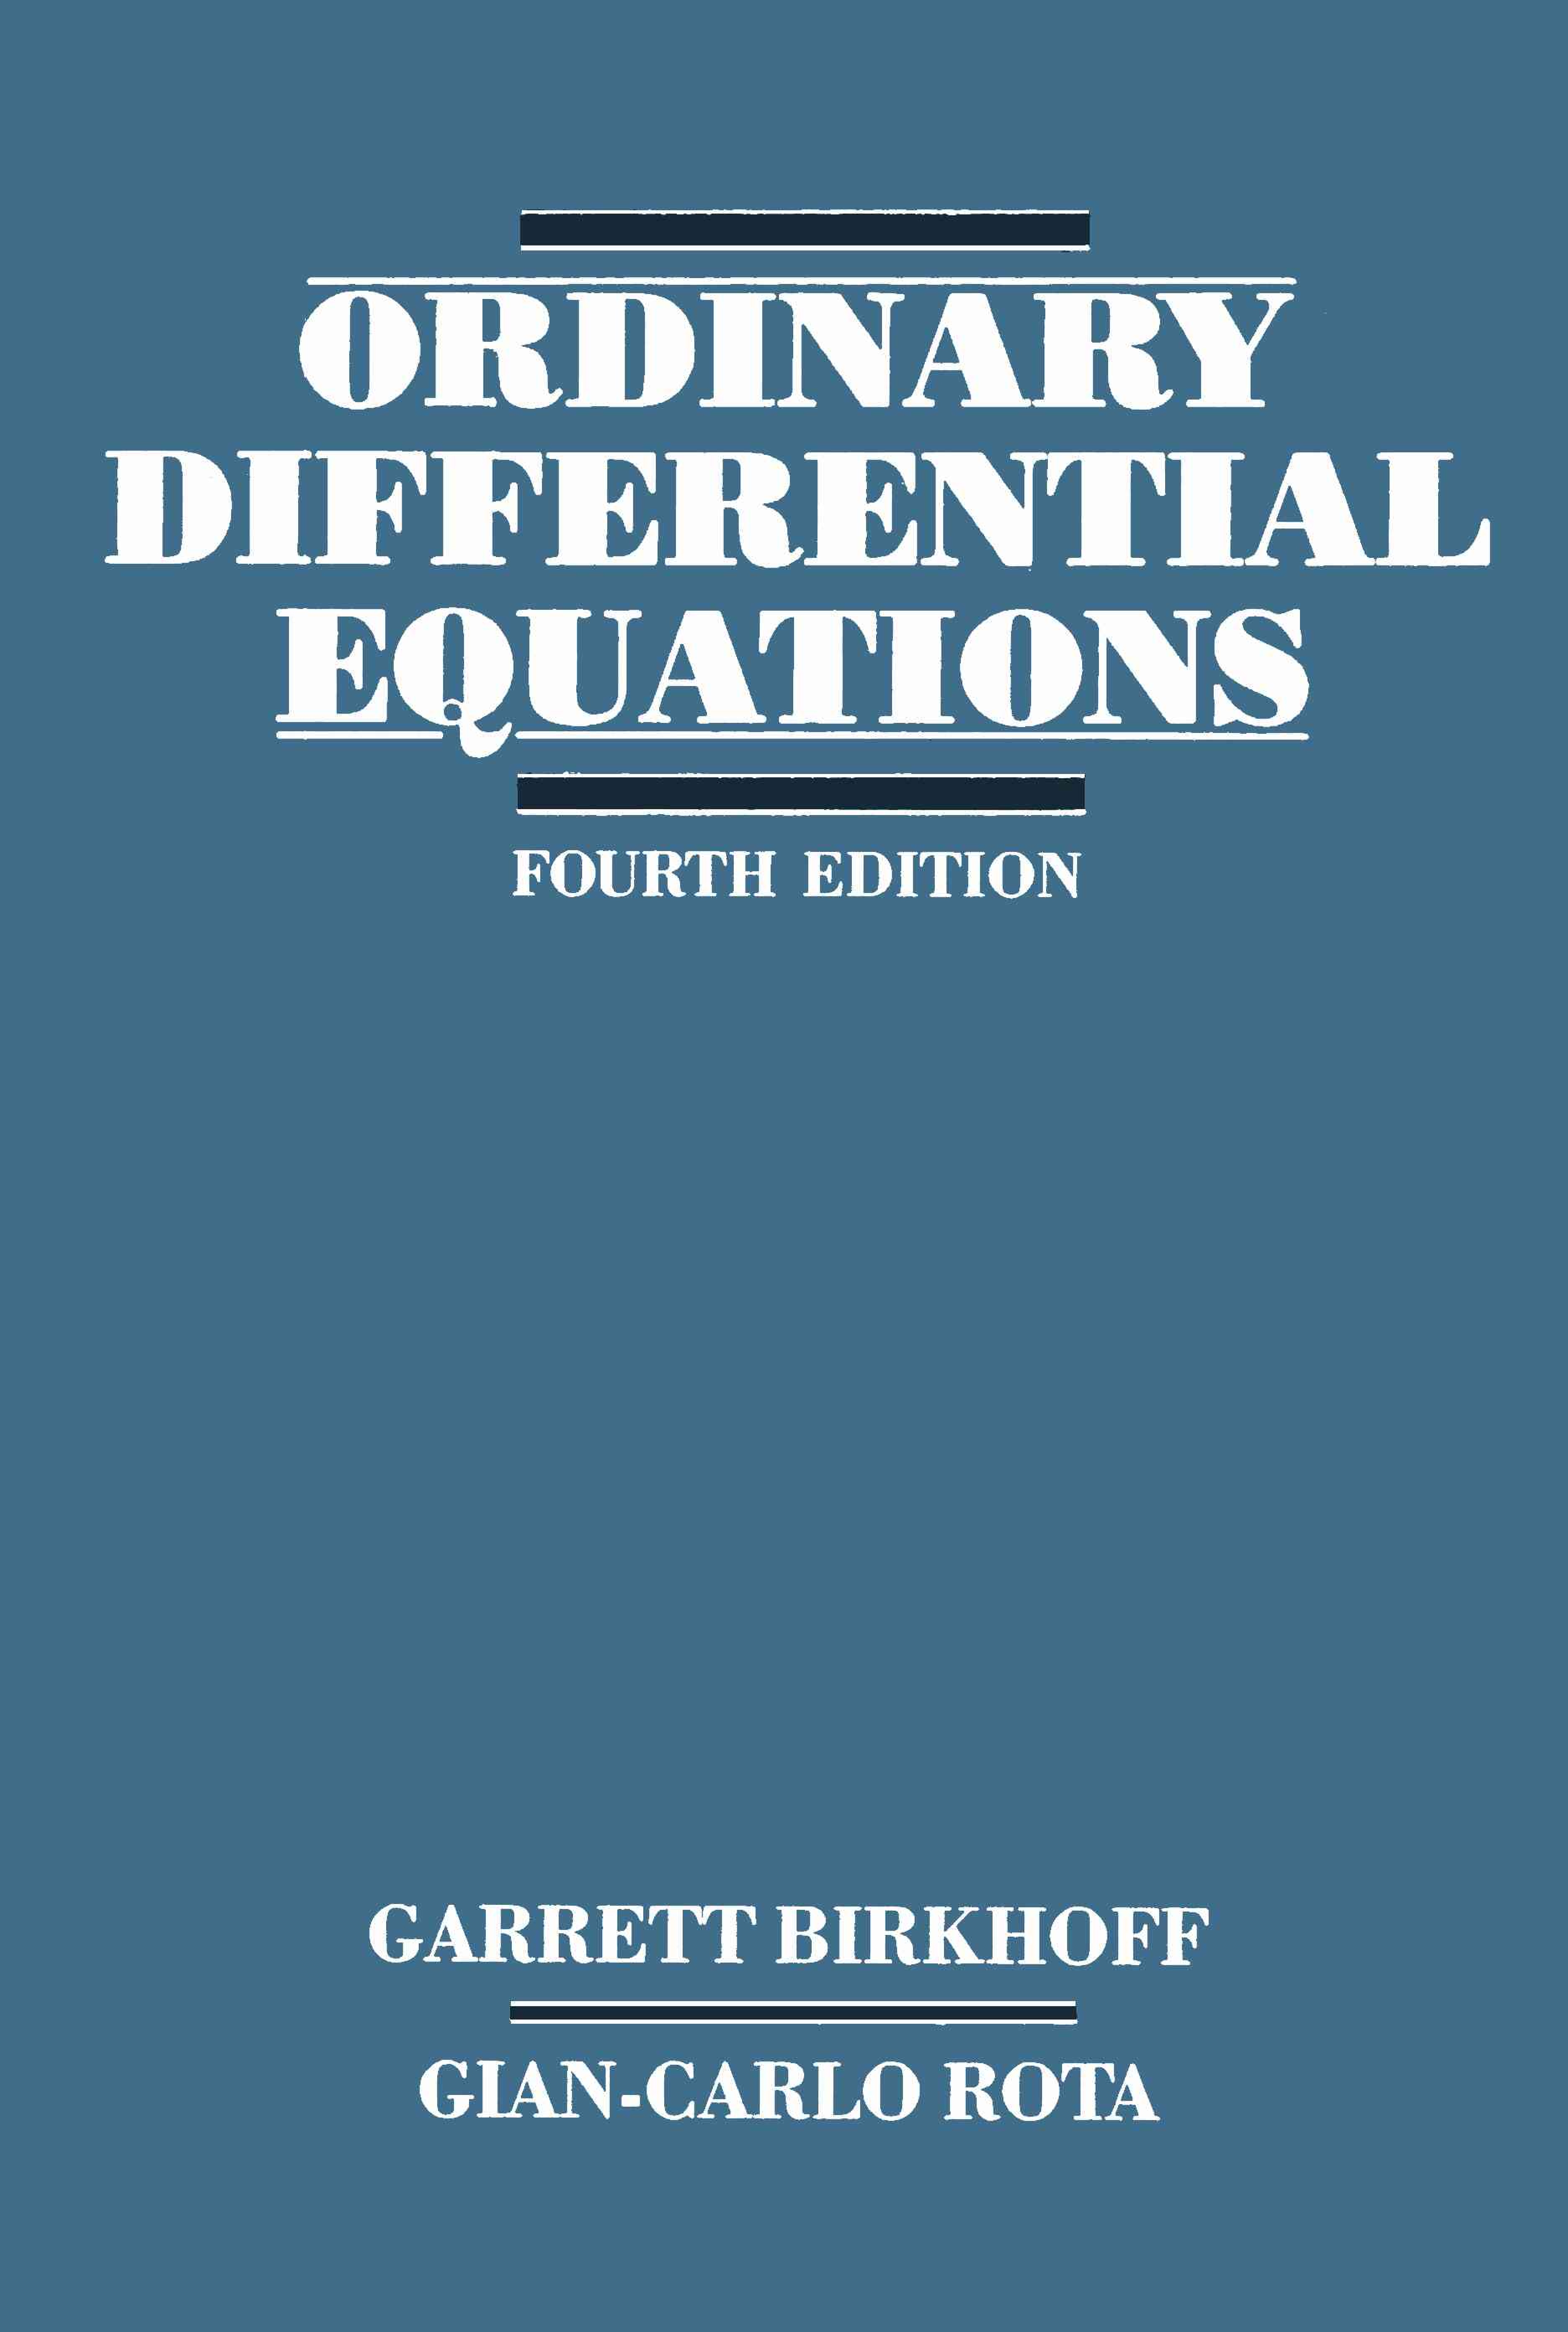 ORDINARY
DIFFERENTIAL
EQUATIONS
FOURTH EDITION
GARRETT BIRKHOFF
GIAN-CARLO ROTA